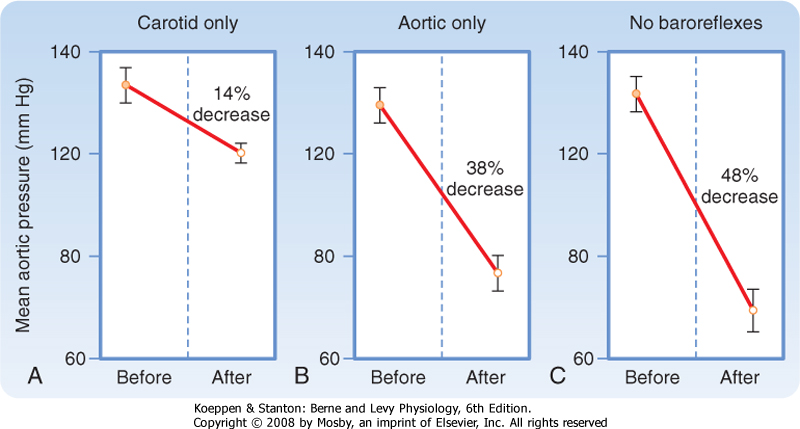 Carotid only
Aortic only
No baroreflexes
Mean aortic pressure (mm Hg)
140
120
80
60
14%
decrease
A
Before
After
140
120
80
60
38%
decrease
B
Before
After
140
120
80
60
48%
decrease
C
Before
After
Koeppen & Stanton: Berne and Levy Physiology, 6th Edition.
Copyright © 2008 by Mosby, an imprint of Elsevier, Inc. All rights reserved